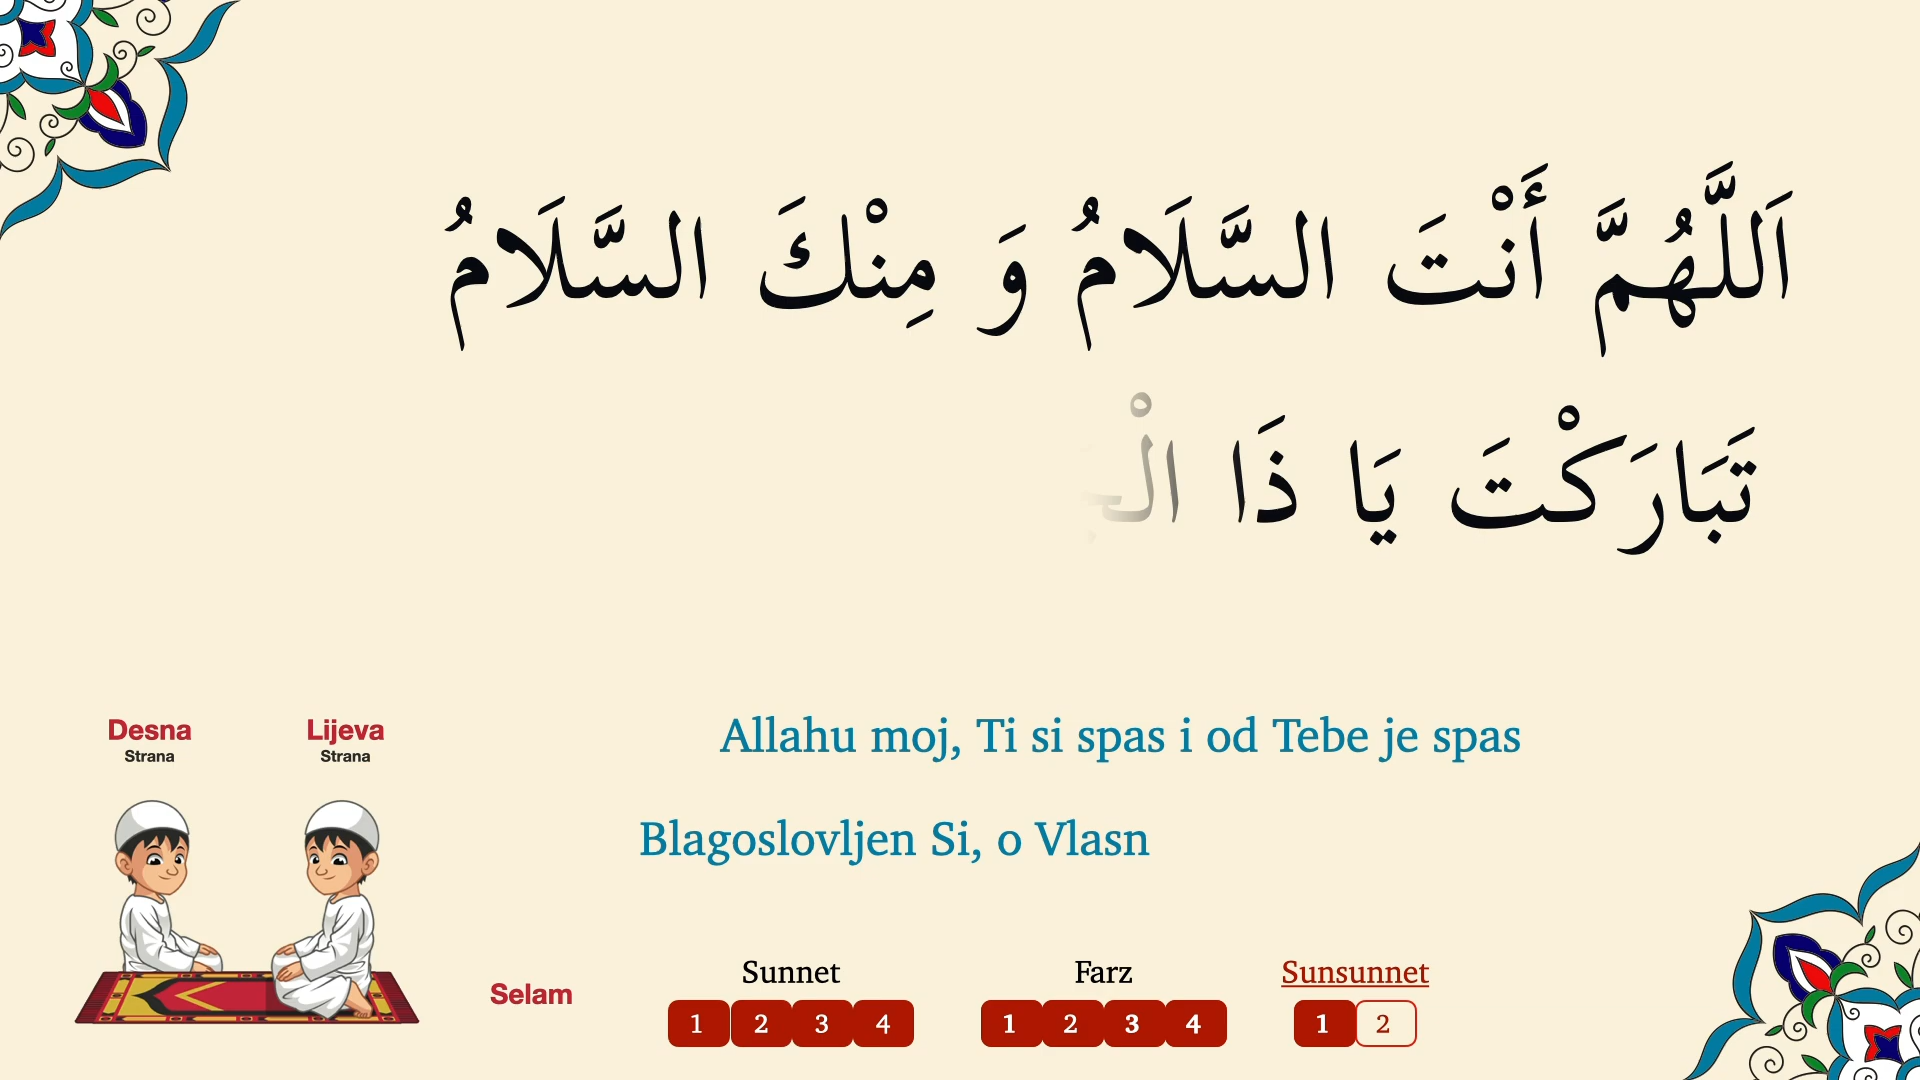 اَللَّهُمَّ أَنْتَ السَّلَامُ وَ مِنْكَ السَّلَامُ
تَبَارَكْتَ يَا ذَا
Allahu moj, Ti si spas i od Tebe je spas
Blagoslovljen Si, o Vlasn
Desna
Strana
Lijeva
Strana
Selam
Sunnet
1 2 3 4
Farz
1 2 3 4
Sunsunnet
1 2